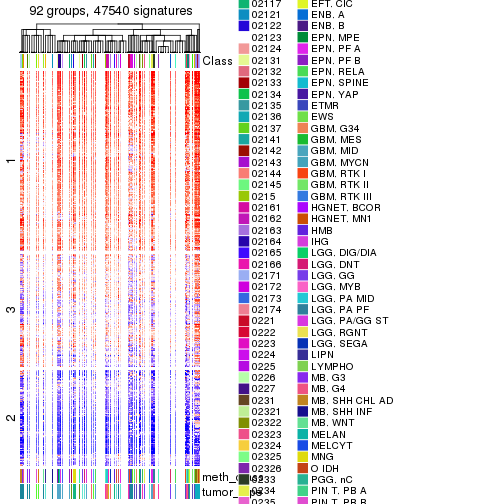 92 groups, 47540 signatures
Class
1
3
2
meth_
tumor_
02117 EFT. CIC
02121 ENB. A
02122 ENB. B
02123 EPN. MPE
02124 EPN. PF A
02131 EPN. PF B
02132 EPN. RELA
02133 EPN. SPINE
02134 EPN. YAP
02135 ETMR
02136 EWS
02137 GBM. G34
02141 GBM. MES
02142 GBM. MID
02143 GBM. MYCN
02144 GBM. RTK I
02145 GBM. RTK II
0215 GBM. RTK III
02161 HGNET. BCOR
02162 HGNET. MN1
02163 HMB
02164 IHG
02165 LGG. DIG/DIA
02166 LGG. DNT
02171 LGG. GG
02172 LGG. MYB
02173 LGG. PA MID
02174 LGG. PA PF
0221 LGG. PA/GG ST
0222 LGG. RGNT
0223 LGG. SEGA
0224 LIPN
0225 LYMPHO
0226 MB. G3
0227 MB. G4
0231 MB. SHH CHL AD
02321 MB. SHH INF
02322 MB. WNT
02323 MELAN
02324 MELCYT
02325 MNG
02326 O IDH
0233 PGG. nC
0234 PIN T. PB A
0235 PIN T. PB B